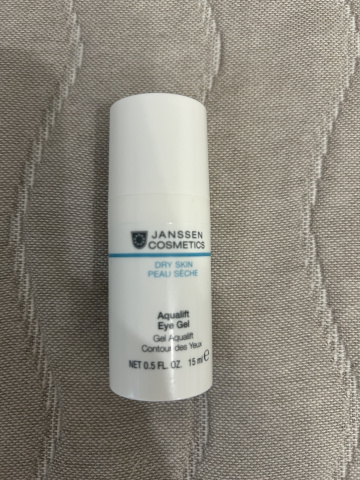 JANSSEN
COSMETICS
DRY SKIN
PEAU SÈCHE
Aqualift
Eye Gel
Gel Aqualift
Contour des Yeux
NET 0.5 FL. OZ. 15 ml ℮